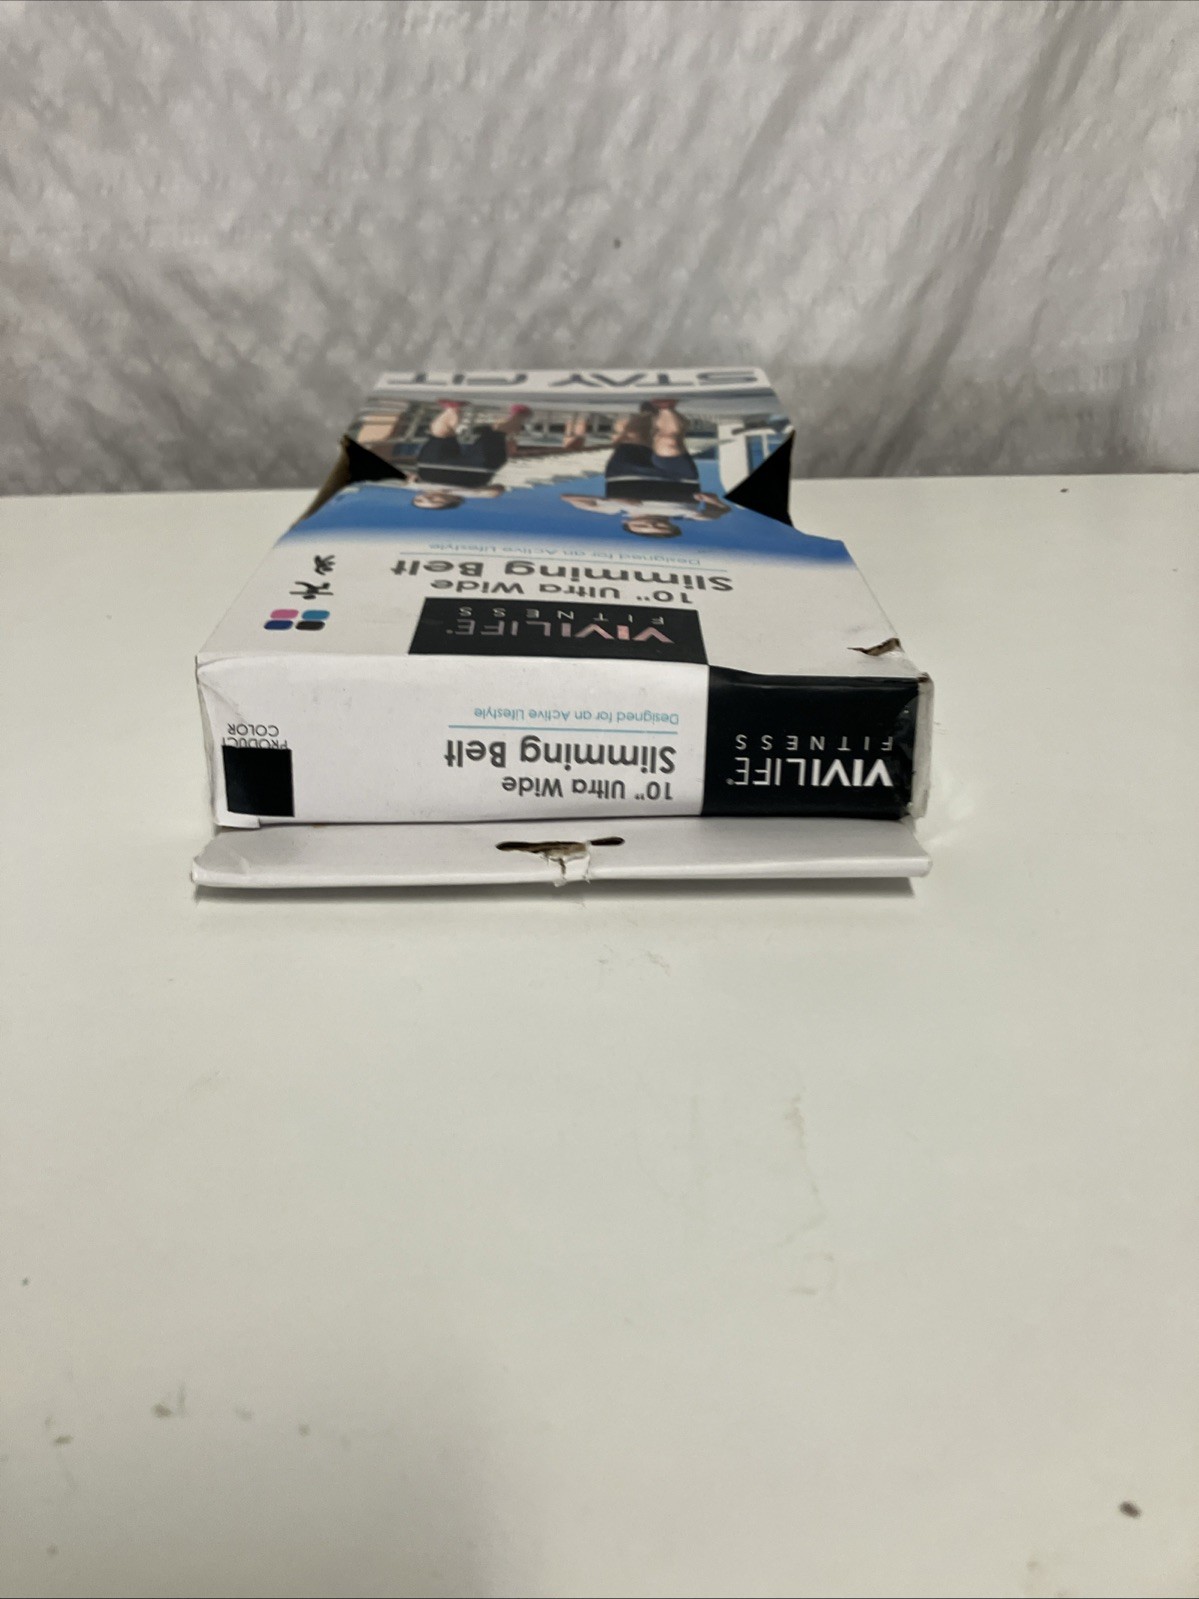 VIVILIFE®
FITNESS
10" Ultra Wide
Slimming Belt
Designed for an Active Lifestyle
PRODUCT
COLOR
VIVILIFE®
FITNESS
10" Ultra Wide
Slimming Belt
Designed for an Active Lifestyle
STAY FIT